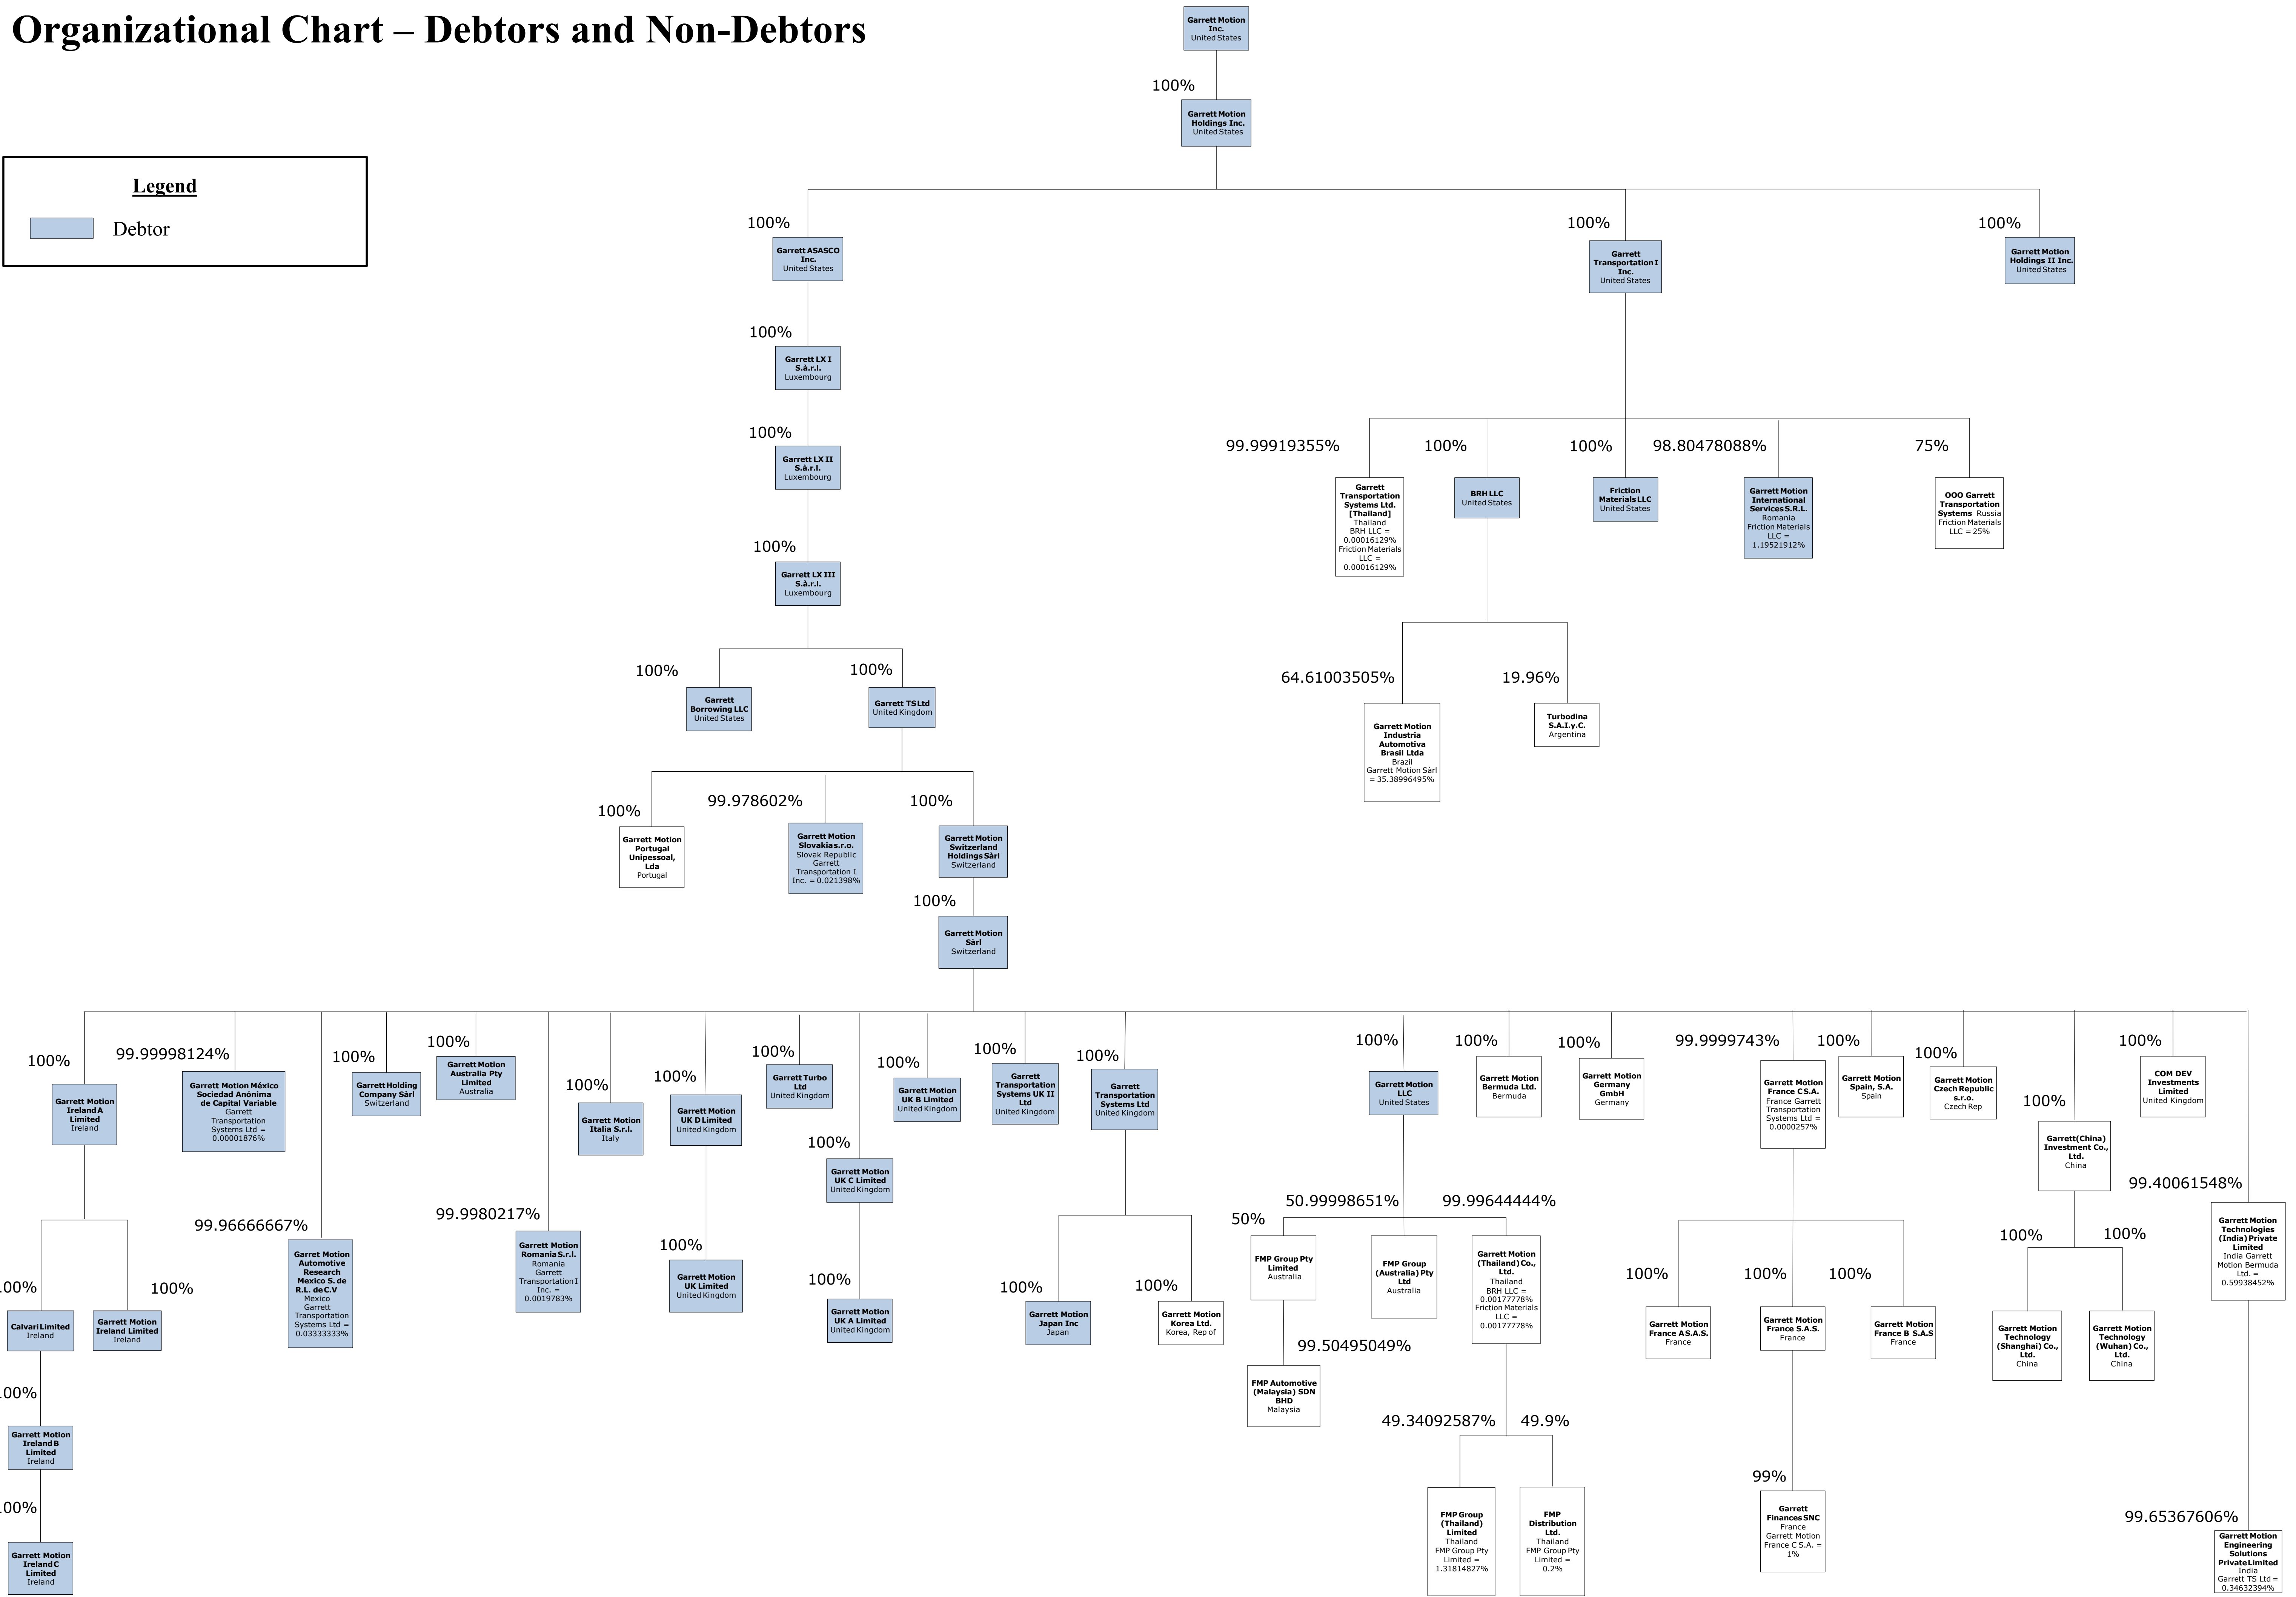 Organizational Chart – Debtors and Non-Debtors
Garrett Motion
Inc.
United States
100%
Garrett Motion
Holdings Inc.
United States
Legend
Debtor
100%
Garrett ASASCO
Inc.
United States
100%
Garrett
Transportation I
Inc.
United States
100%
Garrett Motion
Holdings II Inc.
United States
100%
Garrett LX I
S.à.r.l.
Luxembourg
100%
Garrett LX II
S.à.r.l.
Luxembourg
100%
Garrett LX III
S.à.r.l.
Luxembourg
99.99919355%
Garrett
Transportation
Systems Ltd.
[Thailand]
Thailand
BRH LLC =
0.00016129%
Friction Materials
LLC =
0.00016129%
100%
BRH LLC
United States
100%
Friction
Materials LLC
United States
98.80478088%
Garrett Motion
International
Services S.R.L.
Romania
Friction Materials
LLC =
1.19521912%
75%
OOO Garrett
Transportation
Systems Russia
Friction Materials
LLC = 25%
100%
Garrett
Borrowing LLC
United States
100%
Garrett TS Ltd
United Kingdom
64.61003505%
Garrett Motion
Industria
Automotiva
Brasil Ltda
Brazil
Garrett Motion Sàrl
= 35.38996495%
19.96%
Turbodina
S.A.I.y.C.
Argentina
100%
Garrett Motion
Portugal
Unipessoal,
Lda
Portugal
99.978602%
Garrett Motion
Slovakia s.r.o.
Slovak Republic
Garrett
Transportation I
Inc. = 0.021398%
100%
Garrett Motion
Switzerland
Holdings Sàrl
Switzerland
100%
Garrett Motion
Sàrl
Switzerland
100%
Garrett Motion
Ireland A
Limited
Ireland
99.99998124%
Garrett Motion México
Sociedad Anónima
de Capital Variable
Garrett
Transportation
Systems Ltd =
0.00001876%
99.96666667%
Garret Motion
Automotive
Research
Mexico S. de
R.L. de C.V
Mexico
Garrett
Transportation
Systems Ltd =
0.03333333%
100%
Garrett Holding
Company Sàrl
Switzerland
100%
Garrett Motion
Australia Pty
Limited
Australia
99.9980217%
Garrett Motion
Romania S.r.l.
Romania
Garrett
Transportation I
Inc. =
0.0019783%
100%
Garrett Motion
Italia S.r.l.
Italy
100%
Garrett Motion
UK D Limited
United Kingdom
100%
Garrett Motion
UK Limited
United Kingdom
100%
Garrett Turbo
Ltd
United Kingdom
100%
Garrett Motion
UK C Limited
United Kingdom
100%
Garrett Motion
UK A Limited
United Kingdom
100%
Garrett Motion
UK B Limited
United Kingdom
100%
Garrett
Transportation
Systems UK II
Ltd
United Kingdom
100%
Garrett
Transportation
Systems Ltd
United Kingdom
100%
Garrett Motion
Japan Inc
Japan
100%
Garrett Motion
Korea Ltd.
Korea, Rep of
100%
Garrett Motion
LLC
United States
50%
FMP Group Pty
Limited
Australia
99.50495049%
FMP Automotive
(Malaysia) SDN
BHD
Malaysia
50.99998651%
FMP Group
(Australia) Pty
Ltd
Australia
99.99644444%
Garrett Motion
(Thailand) Co.,
Ltd.
Thailand
BRH LLC =
0.00177778%
Friction Materials
LLC =
0.00177778%
49.34092587%
FMP Group
(Thailand)
Limited
Thailand
FMP Group Pty
Limited =
1.31814827%
49.9%
FMP
Distribution
Ltd.
Thailand
FMP Group Pty
Limited =
0.2%
100%
Garrett Motion
Bermuda Ltd.
Bermuda
100%
Garrett Motion
Germany
GmbH
Germany
99.9999743%
Garrett Motion
France C S.A.
France Garrett
Transportation
Systems Ltd =
0.0000257%
100%
Garrett Motion
France A S.A.S.
France
100%
Garrett Motion
France S.A.S.
France
100%
Garrett Motion
France B S.A.S
France
99%
Garrett
Finances SNC
France
Garrett Motion
France C S.A. =
1%
100%
Garrett Motion
Spain, S.A.
Spain
100%
Garrett Motion
Czech Republic
s.r.o.
Czech Rep
100%
Garrett(China)
Investment Co.,
Ltd.
China
100%
Garrett Motion
Technology
(Shanghai) Co.,
Ltd.
China
100%
Garrett Motion
Technology
(Wuhan) Co.,
Ltd.
China
100%
COM DEV
Investments
Limited
United Kingdom
99.40061548%
Garrett Motion
Technologies
(India) Private
Limited
India Garrett
Motion Bermuda
Ltd. =
0.59938452%
99.65367606%
Garrett Motion
Engineering
Solutions
Private Limited
India
Garrett TS Ltd =
0.34632394%
00%
Calvari Limited
Ireland
100%
Garrett Motion
Ireland Limited
Ireland
00%
Garrett Motion
Ireland B
Limited
Ireland
00%
Garrett Motion
Ireland C
Limited
Ireland